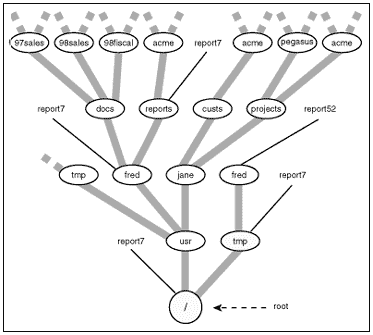 97sales 98sales 98fiscal acme report7 acme pegasus acme
docs reports custs projects
report7 report52
tmp fred jane fred report7
report7 usr tmp
/ root